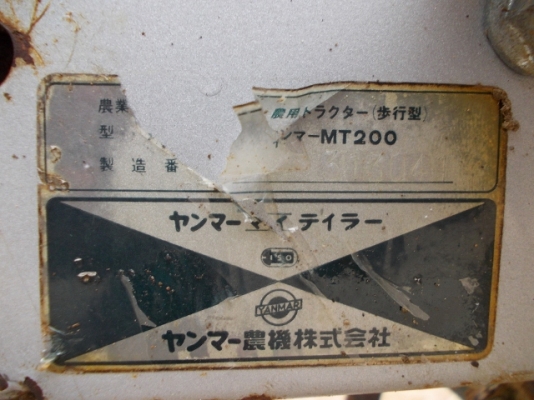 農業 農用トラクター(歩行型)
型 ンマーMT200
製造番
ヤンマーマイティラー
YANMAR
ヤンマー農機株式会社